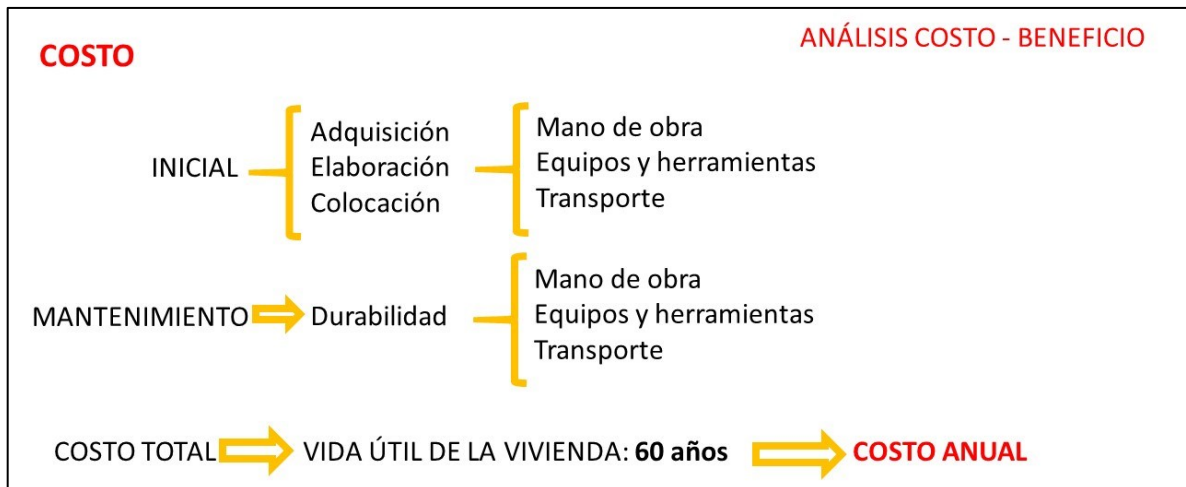 ANÁLISIS COSTO - BENEFICIO
COSTO
INICIAL
Adquisición
Elaboración
Colocación
Mano de obra
Equipos y herramientas
Transporte
MANTENIMIENTO
Durabilidad
Mano de obra
Equipos y herramientas
Transporte
COSTO TOTAL
VIDA ÚTIL DE LA VIVIENDA: 60 años
COSTO ANUAL